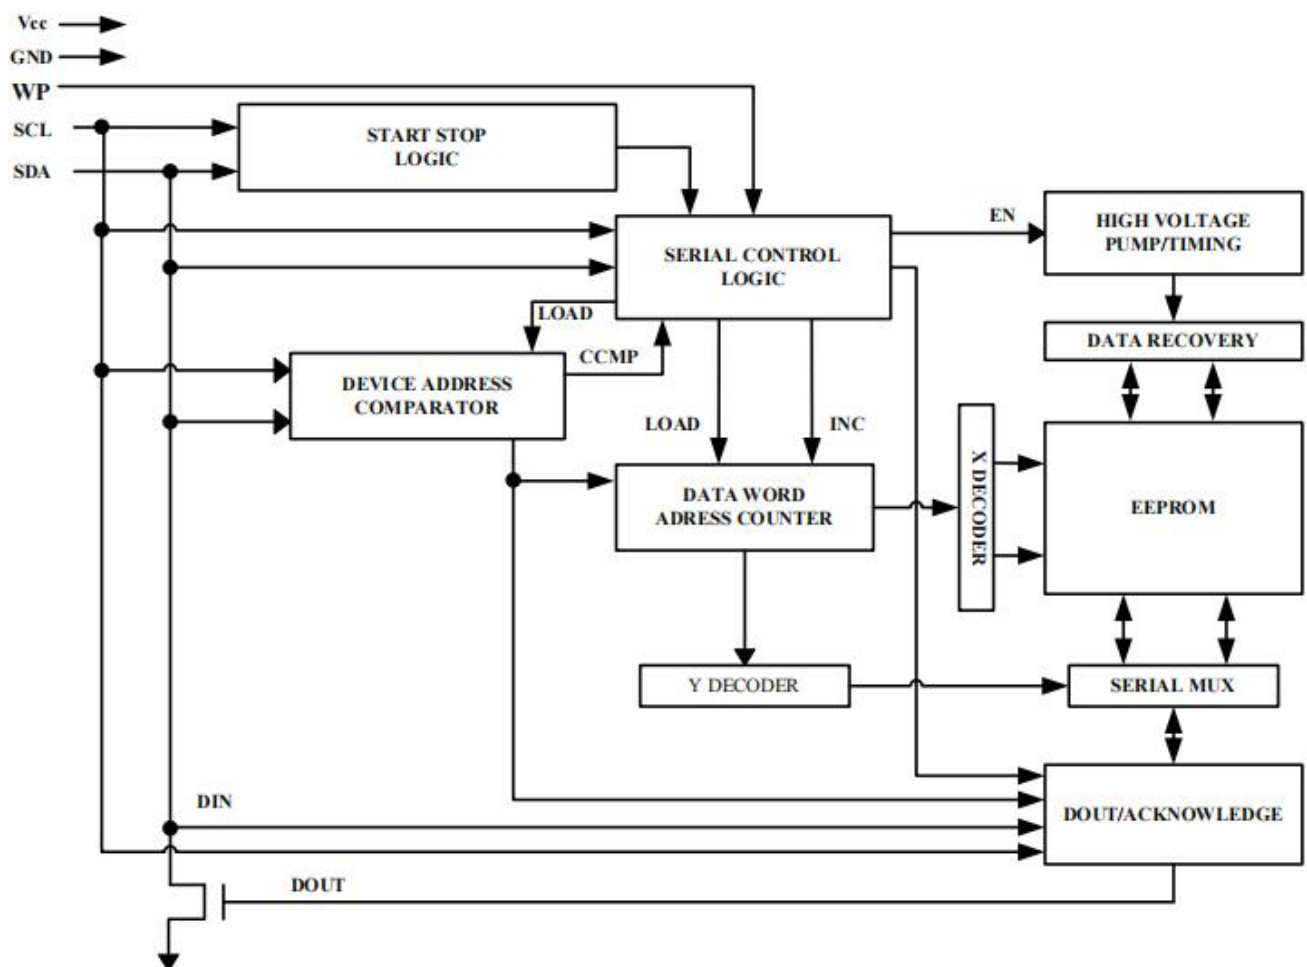 Vcc
GND
WP
SCL
SDA
START STOP
LOGIC
EN
HIGH VOLTAGE
PUMP/TIMING
SERIAL CONTROL
LOGIC
LOAD
CCMP
DATA RECOVERY
DEVICE ADDRESS
COMPARATOR
LOAD
INC
X DECODER
EEPROM
DATA WORD
ADRESS COUNTER
Y DECODER
SERIAL MUX
DIN
DOUT/ACKNOWLEDGE
DOUT